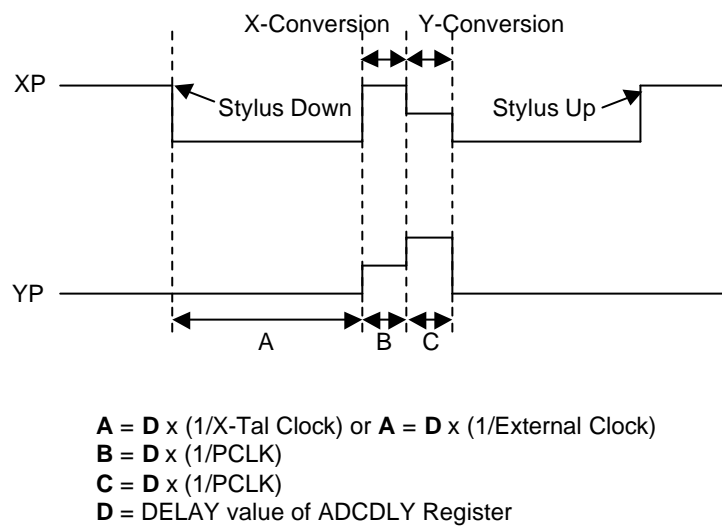 X-Conversion Y-Conversion
XP
Stylus Down
Stylus Up
YP
A
B
C
A = D x (1/X-Tal Clock) or A = D x (1/External Clock)
B = D x (1/PCLK)
C = D x (1/PCLK)
D = DELAY value of ADCDLY Register